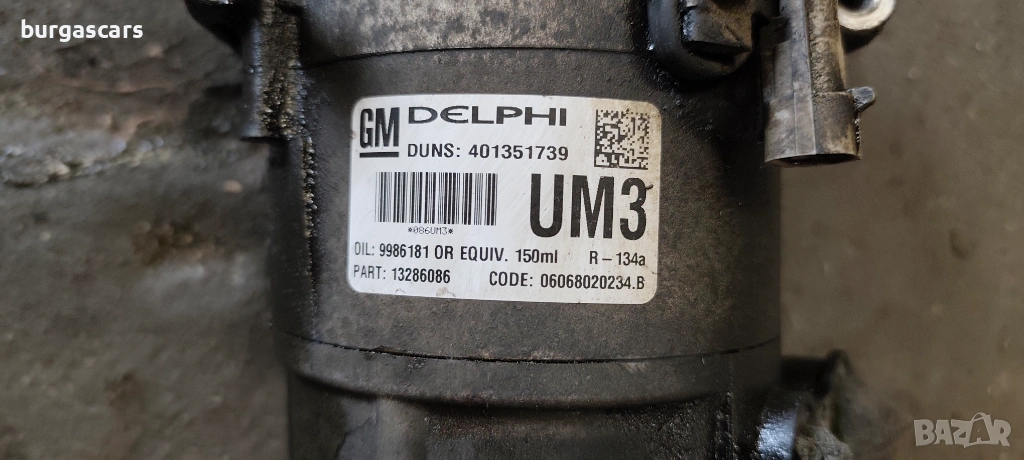 burgascars
GM DELPHI
DUNS: 401351739
*086UM3*
UM3
OIL: 9986181 OR EQUIV. 150ml R-134a
PART: 13286086 CODE: 06068020234.B
BAZAR